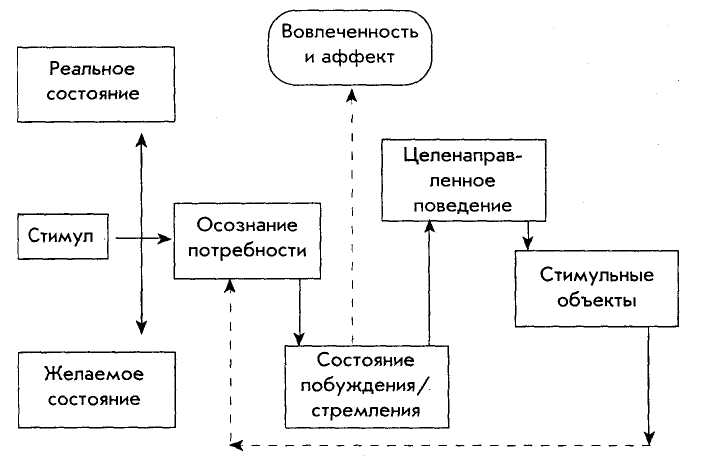 Вовлеченность
и аффект
Реальное
состояние
Целенаправ-
ленное
поведение
Стимул
Осознание
потребности
Стимульные
объекты
Желаемое
состояние
Состояние
побуждения/
стремления